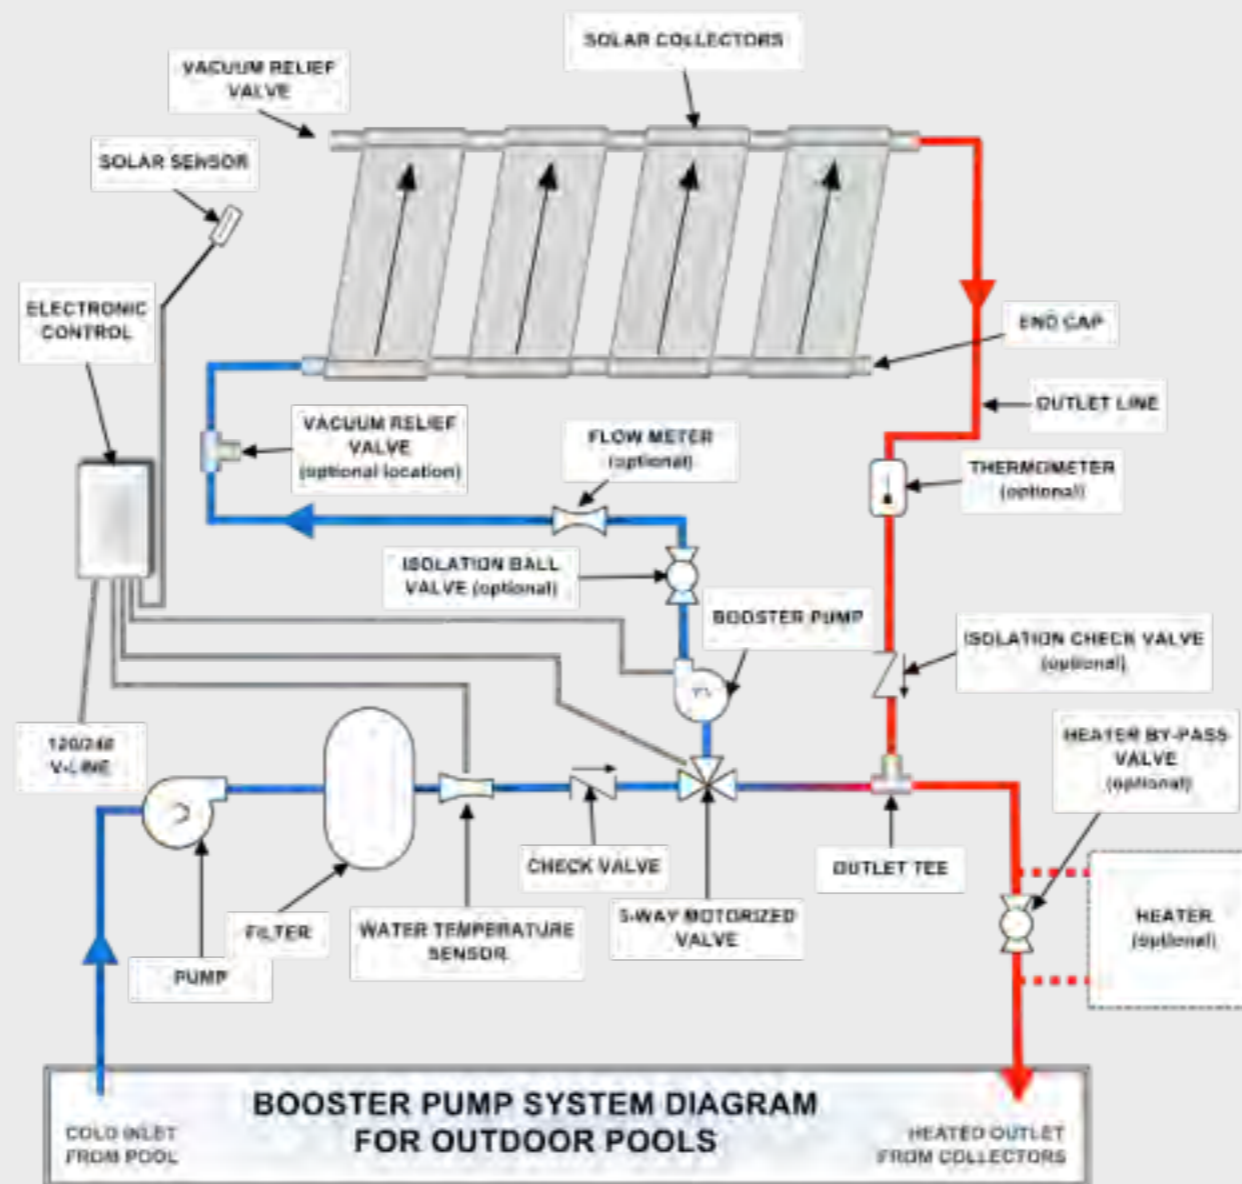 SOLAR COLLECTORS
VACUUM RELIEF
VALVE
SOLAR SENSOR
ELECTRONIC
CONTROL
END CAP
OUTLET LINE
VACUUM RELIEF
VALVE
(optional location)
FLOW METER
(optional)
THERMOMETER
(optional)
ISOLATION BALL
VALVE (optional)
BOOSTER PUMP
ISOLATION CHECK VALVE
(optional)
120/240
V-LINE
HEATER BY-PASS
VALVE
(optional)
CHECK VALVE
OUTLET TEE
FILTER
WATER TEMPERATURE
SENSOR
3-WAY MOTORIZED
VALVE
HEATER
(optional)
PUMP
BOOSTER PUMP SYSTEM DIAGRAM
FOR OUTDOOR POOLS
COLD INLET
FROM POOL
HEATED OUTLET
FROM COLLECTORS